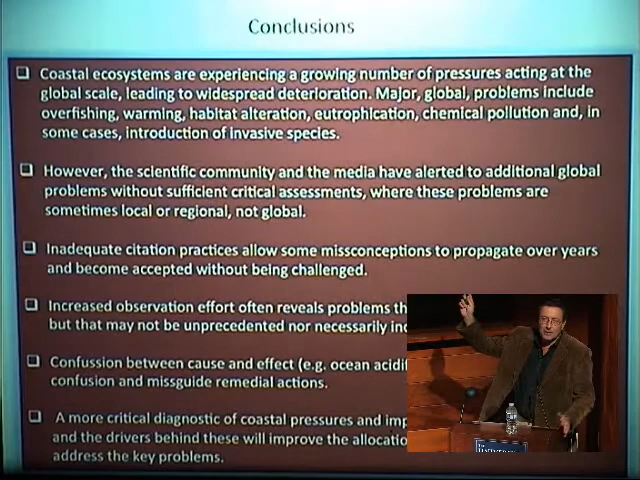 Conclusions
Coastal ecosystems are experiencing a growing number of pressures acting at the
global scale, leading to widespread deterioration. Major, global, problems include
overfishing, warming, habitat alteration, eutrophication, chemical pollution and, in
some cases, introduction of invasive species.
However, the scientific community and the media have alerted to additional global
problems without sufficient critical assessments, where these problems are
sometimes local or regional, not global.
Inadequate citation practices allow some missconceptions to propagate over years
and become accepted without being challenged.
Increased observation effort often reveals problems
but that may not be unprecedented nor necessarily
Confussion between cause and effect (e.g. ocean
confusion and missguide remedial actions.
A more critical diagnostic of coastal pressures and
and the drivers behind these will improve the
address the key problems.